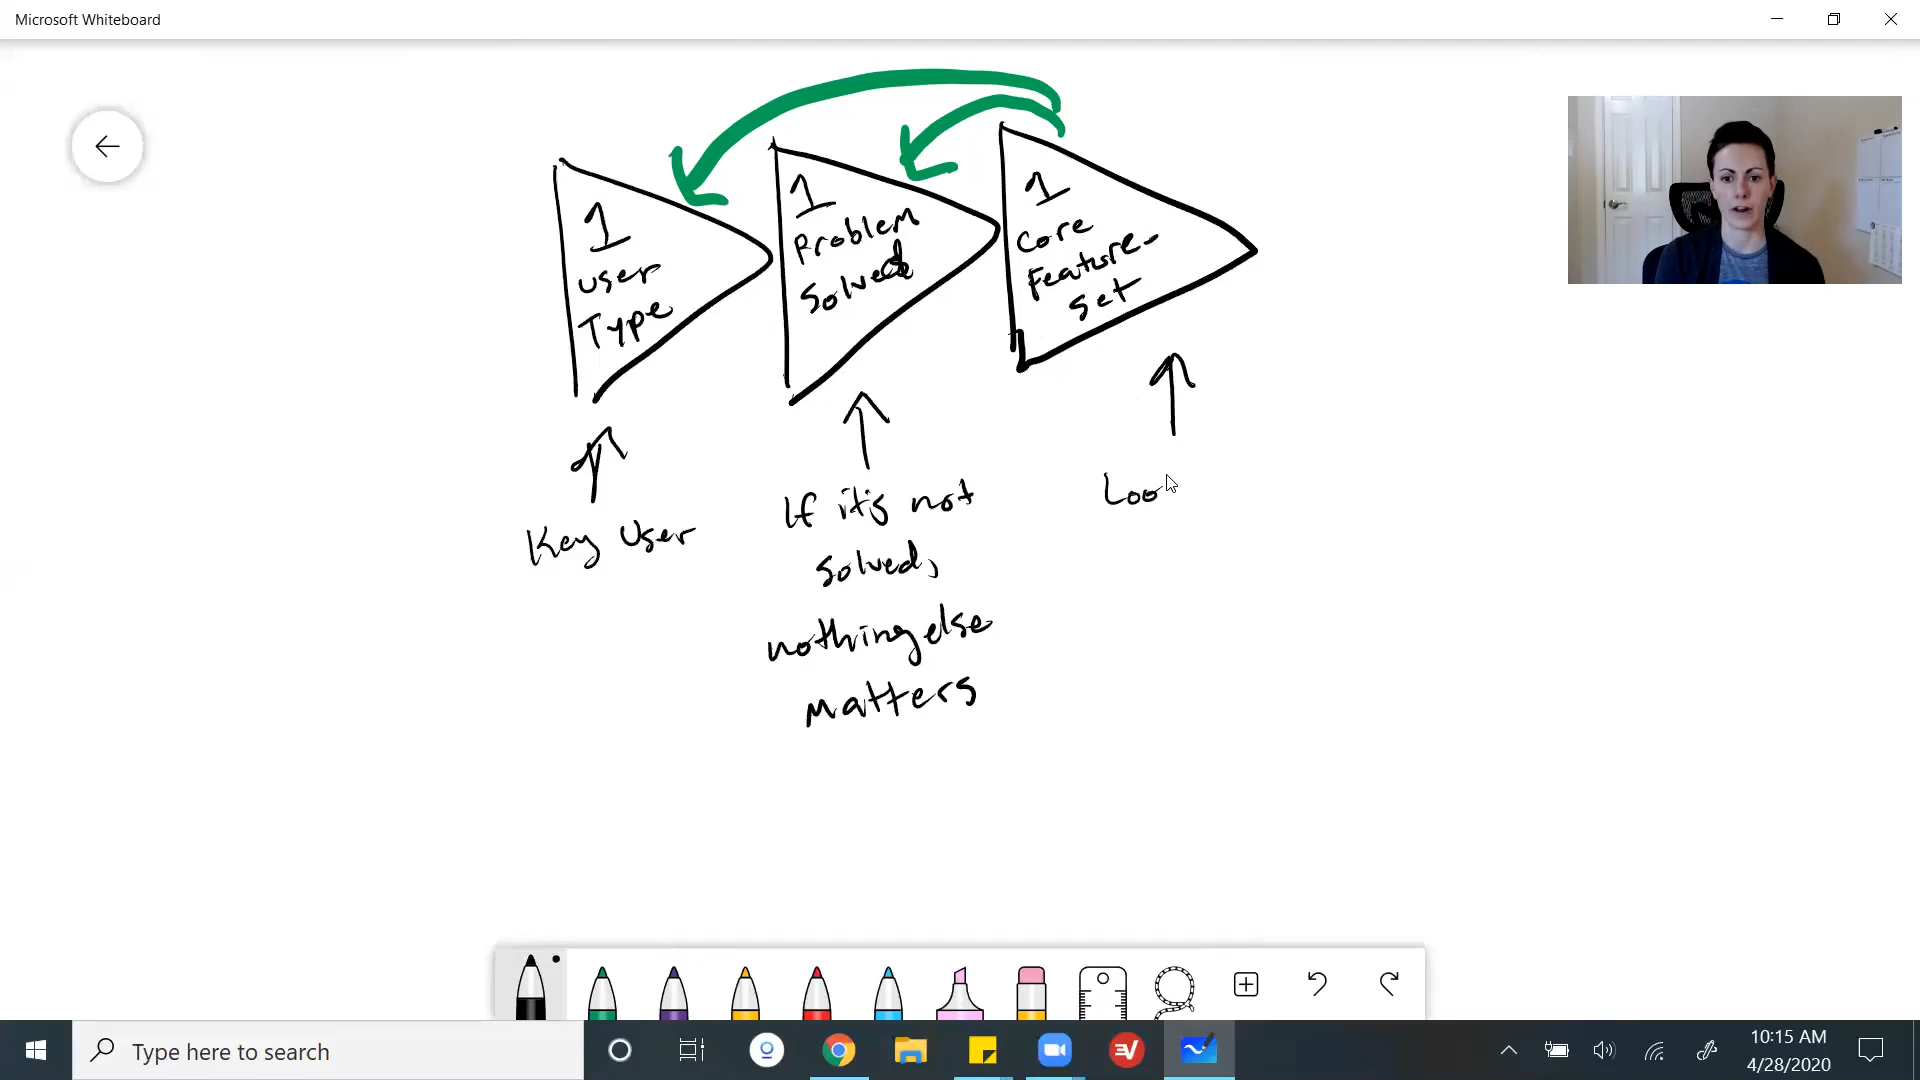 Microsoft Whiteboard
1
User
Type
1
Problem
Solved
1
Core
Feature-
set
Key User
If it's not
solved,
nothing else
matters
Loo
Type here to search
10:15 AM
4/28/2020